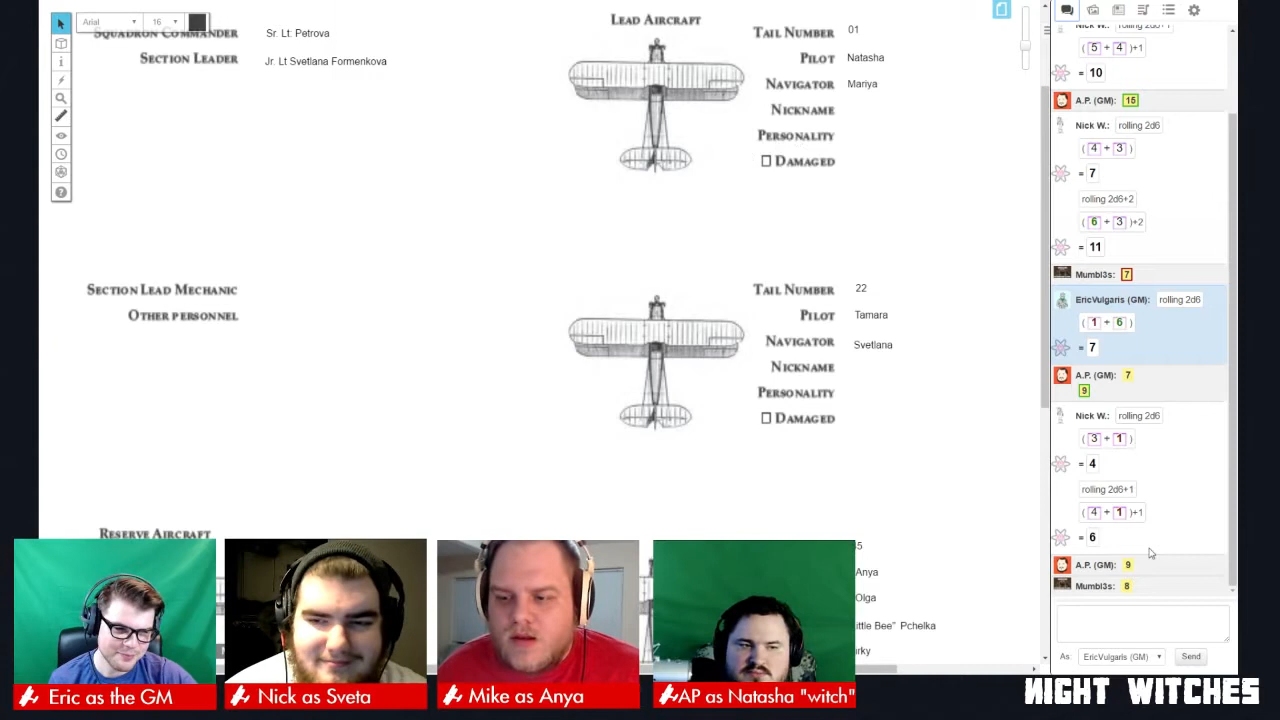 Arial
16
Squadron Commander
Sr. Lt: Petrova
Section Leader
Jr. Lt Svetlana Formenkova
Lead Aircraft
Tail Number
01
Pilot
Natasha
Navigator
Mariya
Nickname
Personality
Damaged
Section Lead Mechanic
Other personnel
Tail Number
22
Pilot
Tamara
Navigator
Svetlana
Nickname
Personality
Damaged
Reserve Aircraft
Anya
Olga
Pchelka
( 5 + 4 )+1
= 10
A.P. (GM): 15
Nick W.: rolling 2d6
( 4 + 3 )
= 7
rolling 2d6+2
( 6 + 3 )+2
= 11
Mumbl3s: 7
EricVulgaris (GM): rolling 2d6
( 1 + 6 )
= 7
A.P. (GM): 7
9
Nick W.: rolling 2d6
( 3 + 1 )
= 4
rolling 2d6+1
( 4 + 1 )+1
= 6
A.P. (GM): 9
Mumbl3s: 8
As: EricVulgaris (GM) Send
Eric as the GM
Nick as Sveta
Mike as Anya
AP as Natasha "witch"
NIGHT WITCHES